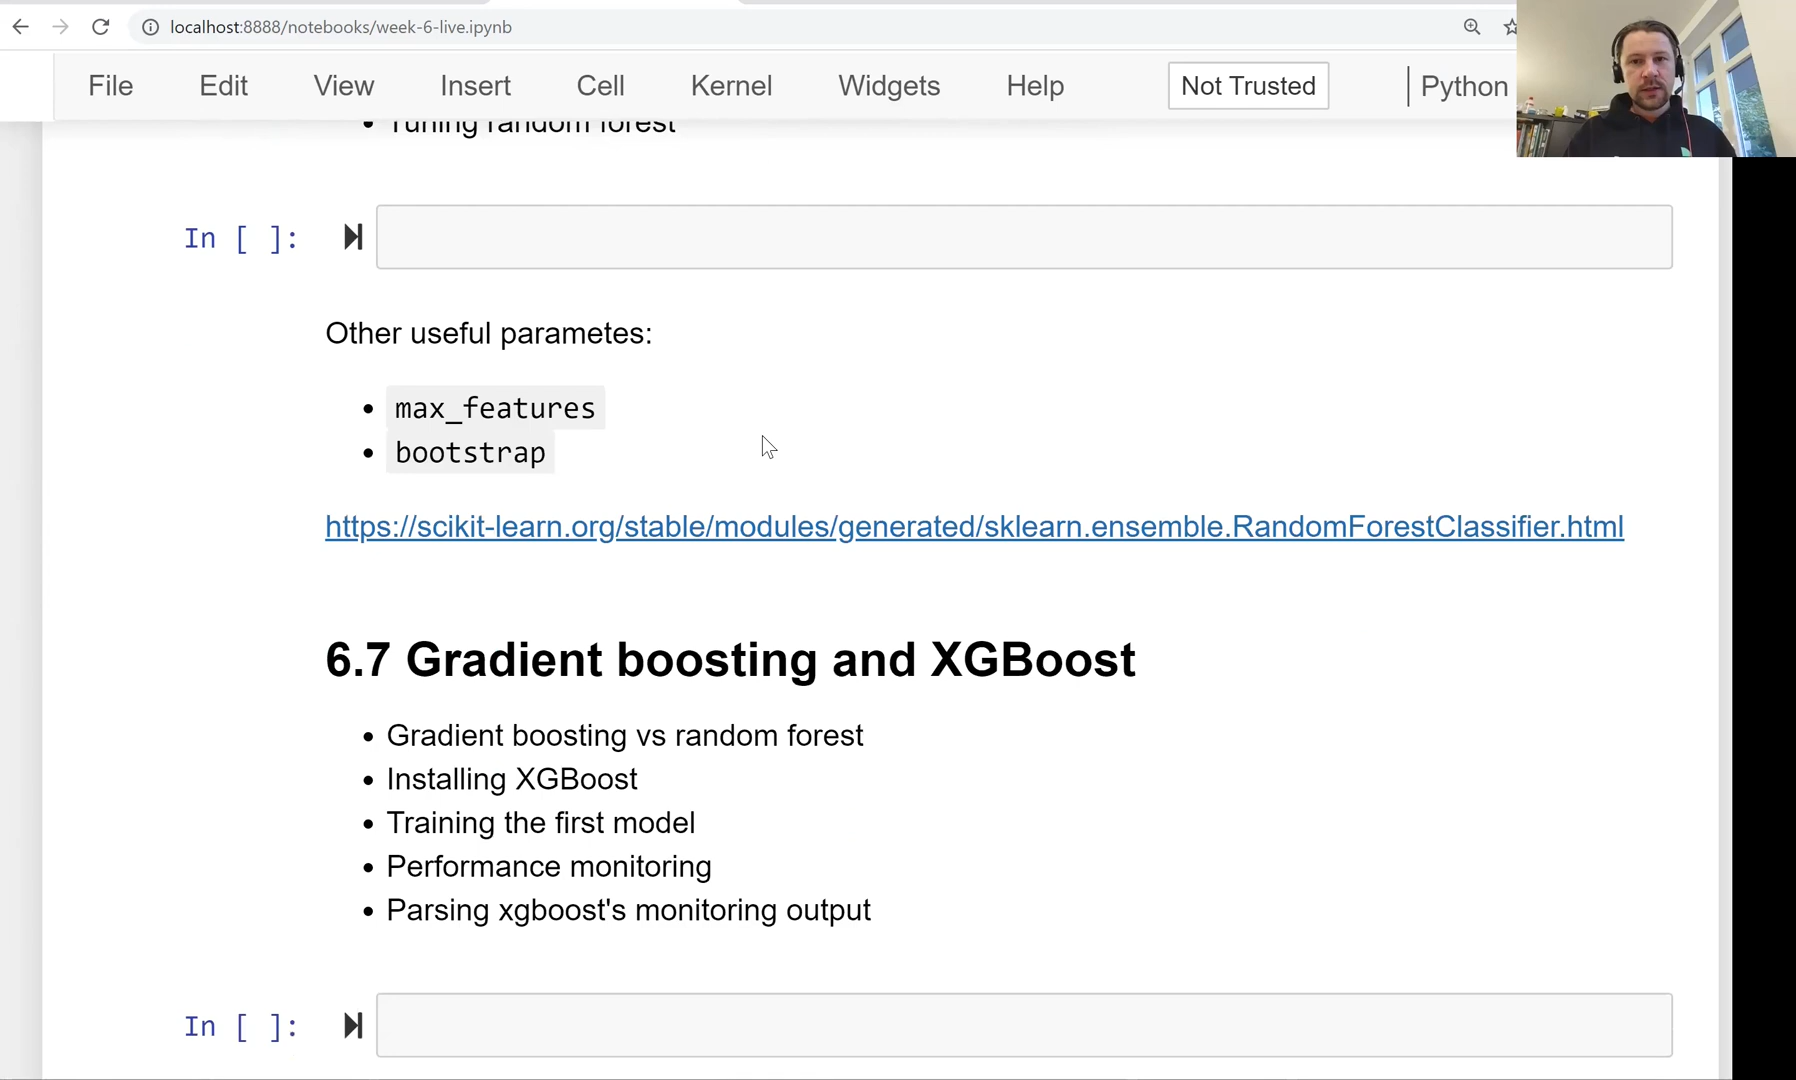 localhost:8888/notebooks/week-6-live.ipynb
File Edit View Insert Cell Kernel Widgets Help Not Trusted Python
Tuning random forest
In [ ]:
Other useful parametes:
max_features
bootstrap
https://scikit-learn.org/stable/modules/generated/sklearn.ensemble.RandomForestClassifier.html
6.7 Gradient boosting and XGBoost
Gradient boosting vs random forest
Installing XGBoost
Training the first model
Performance monitoring
Parsing xgboost's monitoring output
In [ ]: